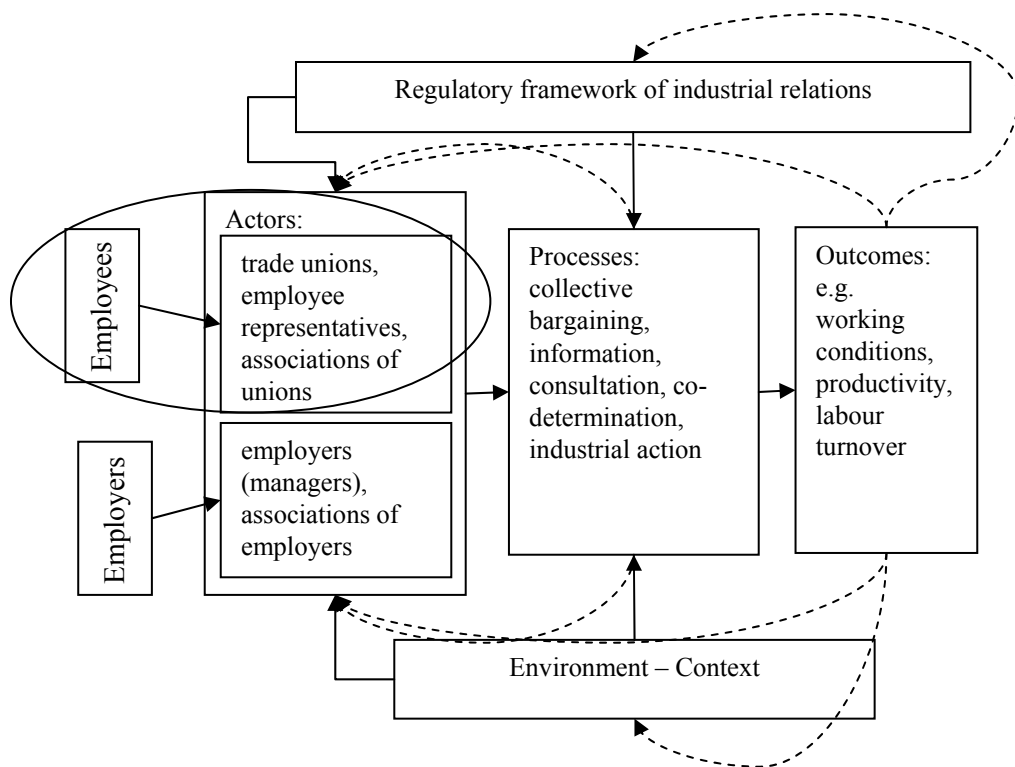 Regulatory framework of industrial relations
Employees
Actors:
trade unions,
employee
representatives,
associations of
unions
Employers
employers
(managers),
associations of
employers
Processes:
collective
bargaining,
information,
consultation, co-
determination,
industrial action
Outcomes:
e.g.
working
conditions,
productivity,
labour
turnover
Environment – Context